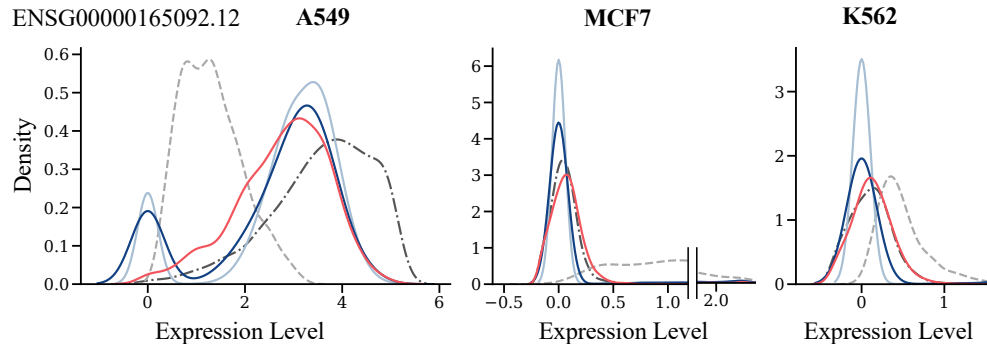 ENSG00000165092.12 A549 MCF7 K562
0.6
0.5
0.4
0.3
0.2
0.1
0.0
Density
0 2 4 6
Expression Level
6
5
4
3
2
1
0
−0.5 0.0 0.5 1.0 2.0
Expression Level
3
2
1
0
0 1
Expression Level